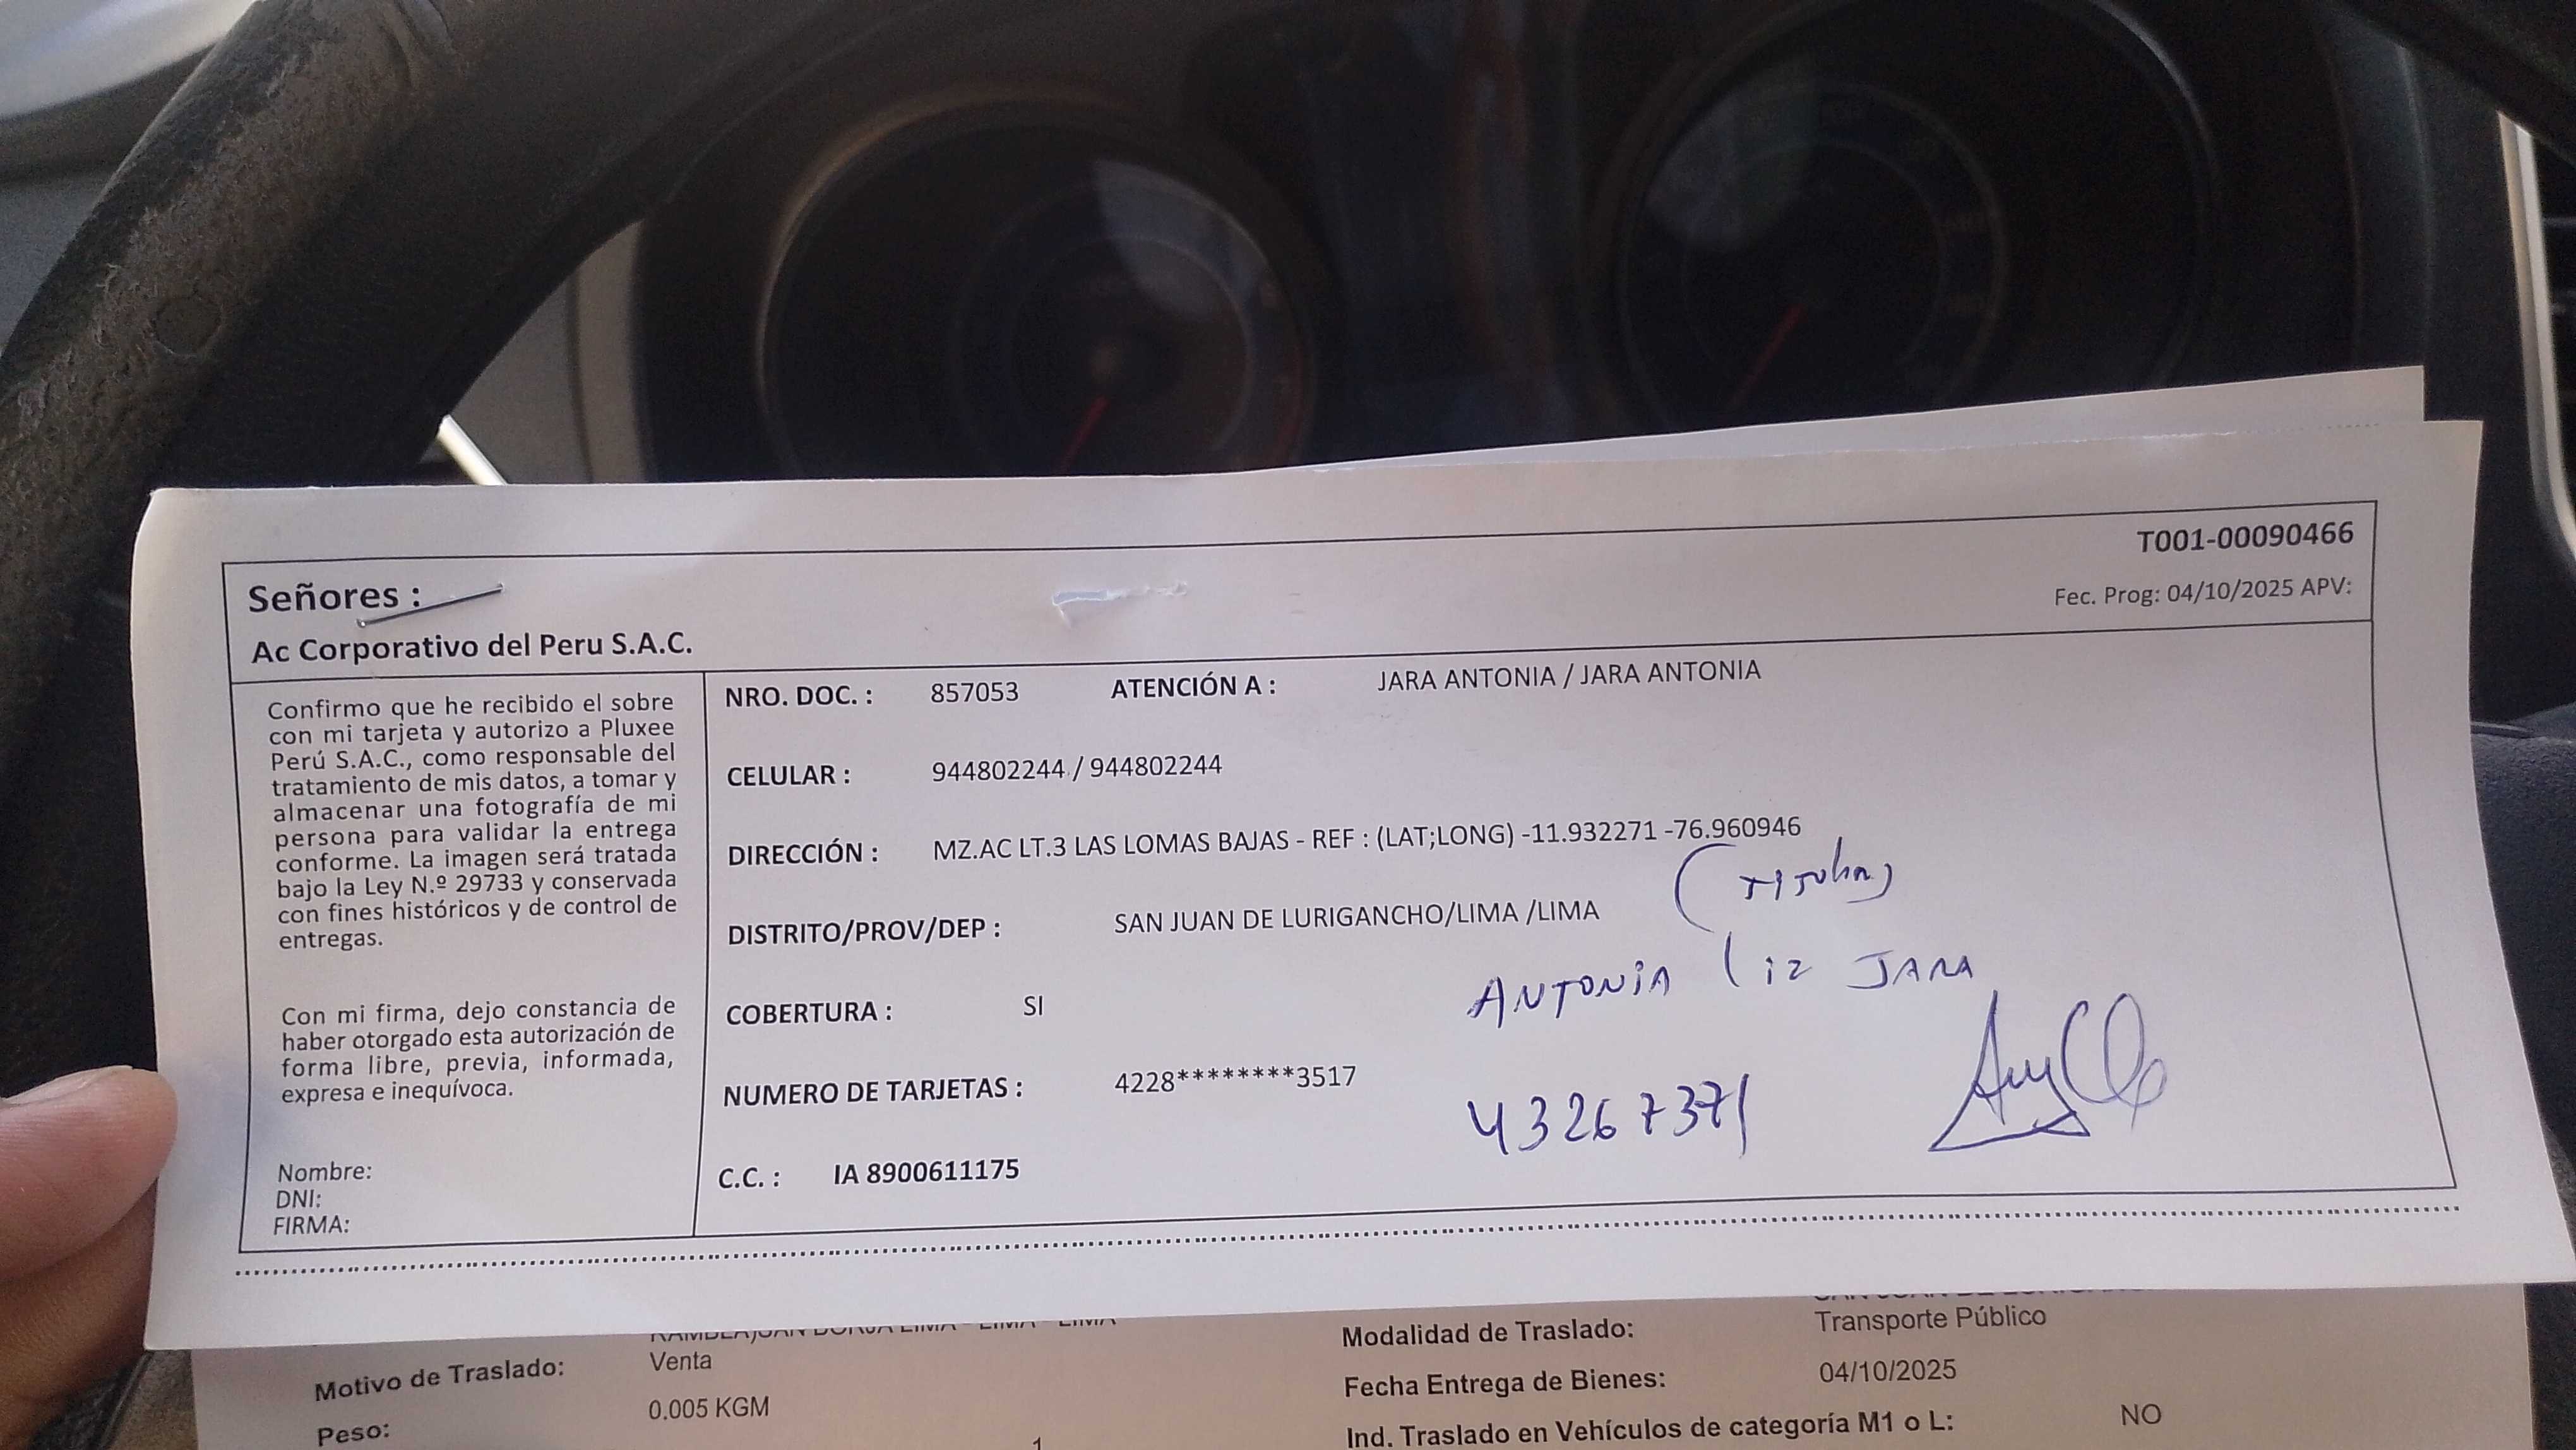 T001-00090466
Señores :
Fec. Prog: 04/10/2025 APV:
Ac Corporativo del Peru S.A.C.
Confirmo que he recibido el sobre
con mi tarjeta y autorizo a Pluxee
Perú S.A.C., como responsable del
tratamiento de mis datos, a tomar y
almacenar una fotografía de mi
persona para validar la entrega
conforme. La imagen será tratada
bajo la Ley N.º 29733 y conservada
con fines históricos y de control de
entregas.
Con mi firma, dejo constancia de
haber otorgado esta autorización de
forma libre, previa, informada,
expresa e inequívoca.
Nombre:
DNI:
FIRMA:
NRO. DOC. : 857053 ATENCIÓN A : JARA ANTONIA / JARA ANTONIA
CELULAR : 944802244 / 944802244
DIRECCIÓN : MZ.AC LT.3 LAS LOMAS BAJAS - REF : (LAT;LONG) -11.932271 -76.960946
(Titular)
DISTRITO/PROV/DEP : SAN JUAN DE LURIGANCHO/LIMA /LIMA
ANTONIA Liz JARA
COBERTURA : SI
NUMERO DE TARJETAS : 4228********3517
43267371
C.C. : IA 8900611175
Motivo de Traslado: Venta
Peso: 0.005 KGM
1
Modalidad de Traslado: Transporte Público
Fecha Entrega de Bienes: 04/10/2025
Ind. Traslado en Vehículos de categoría M1 o L: NO